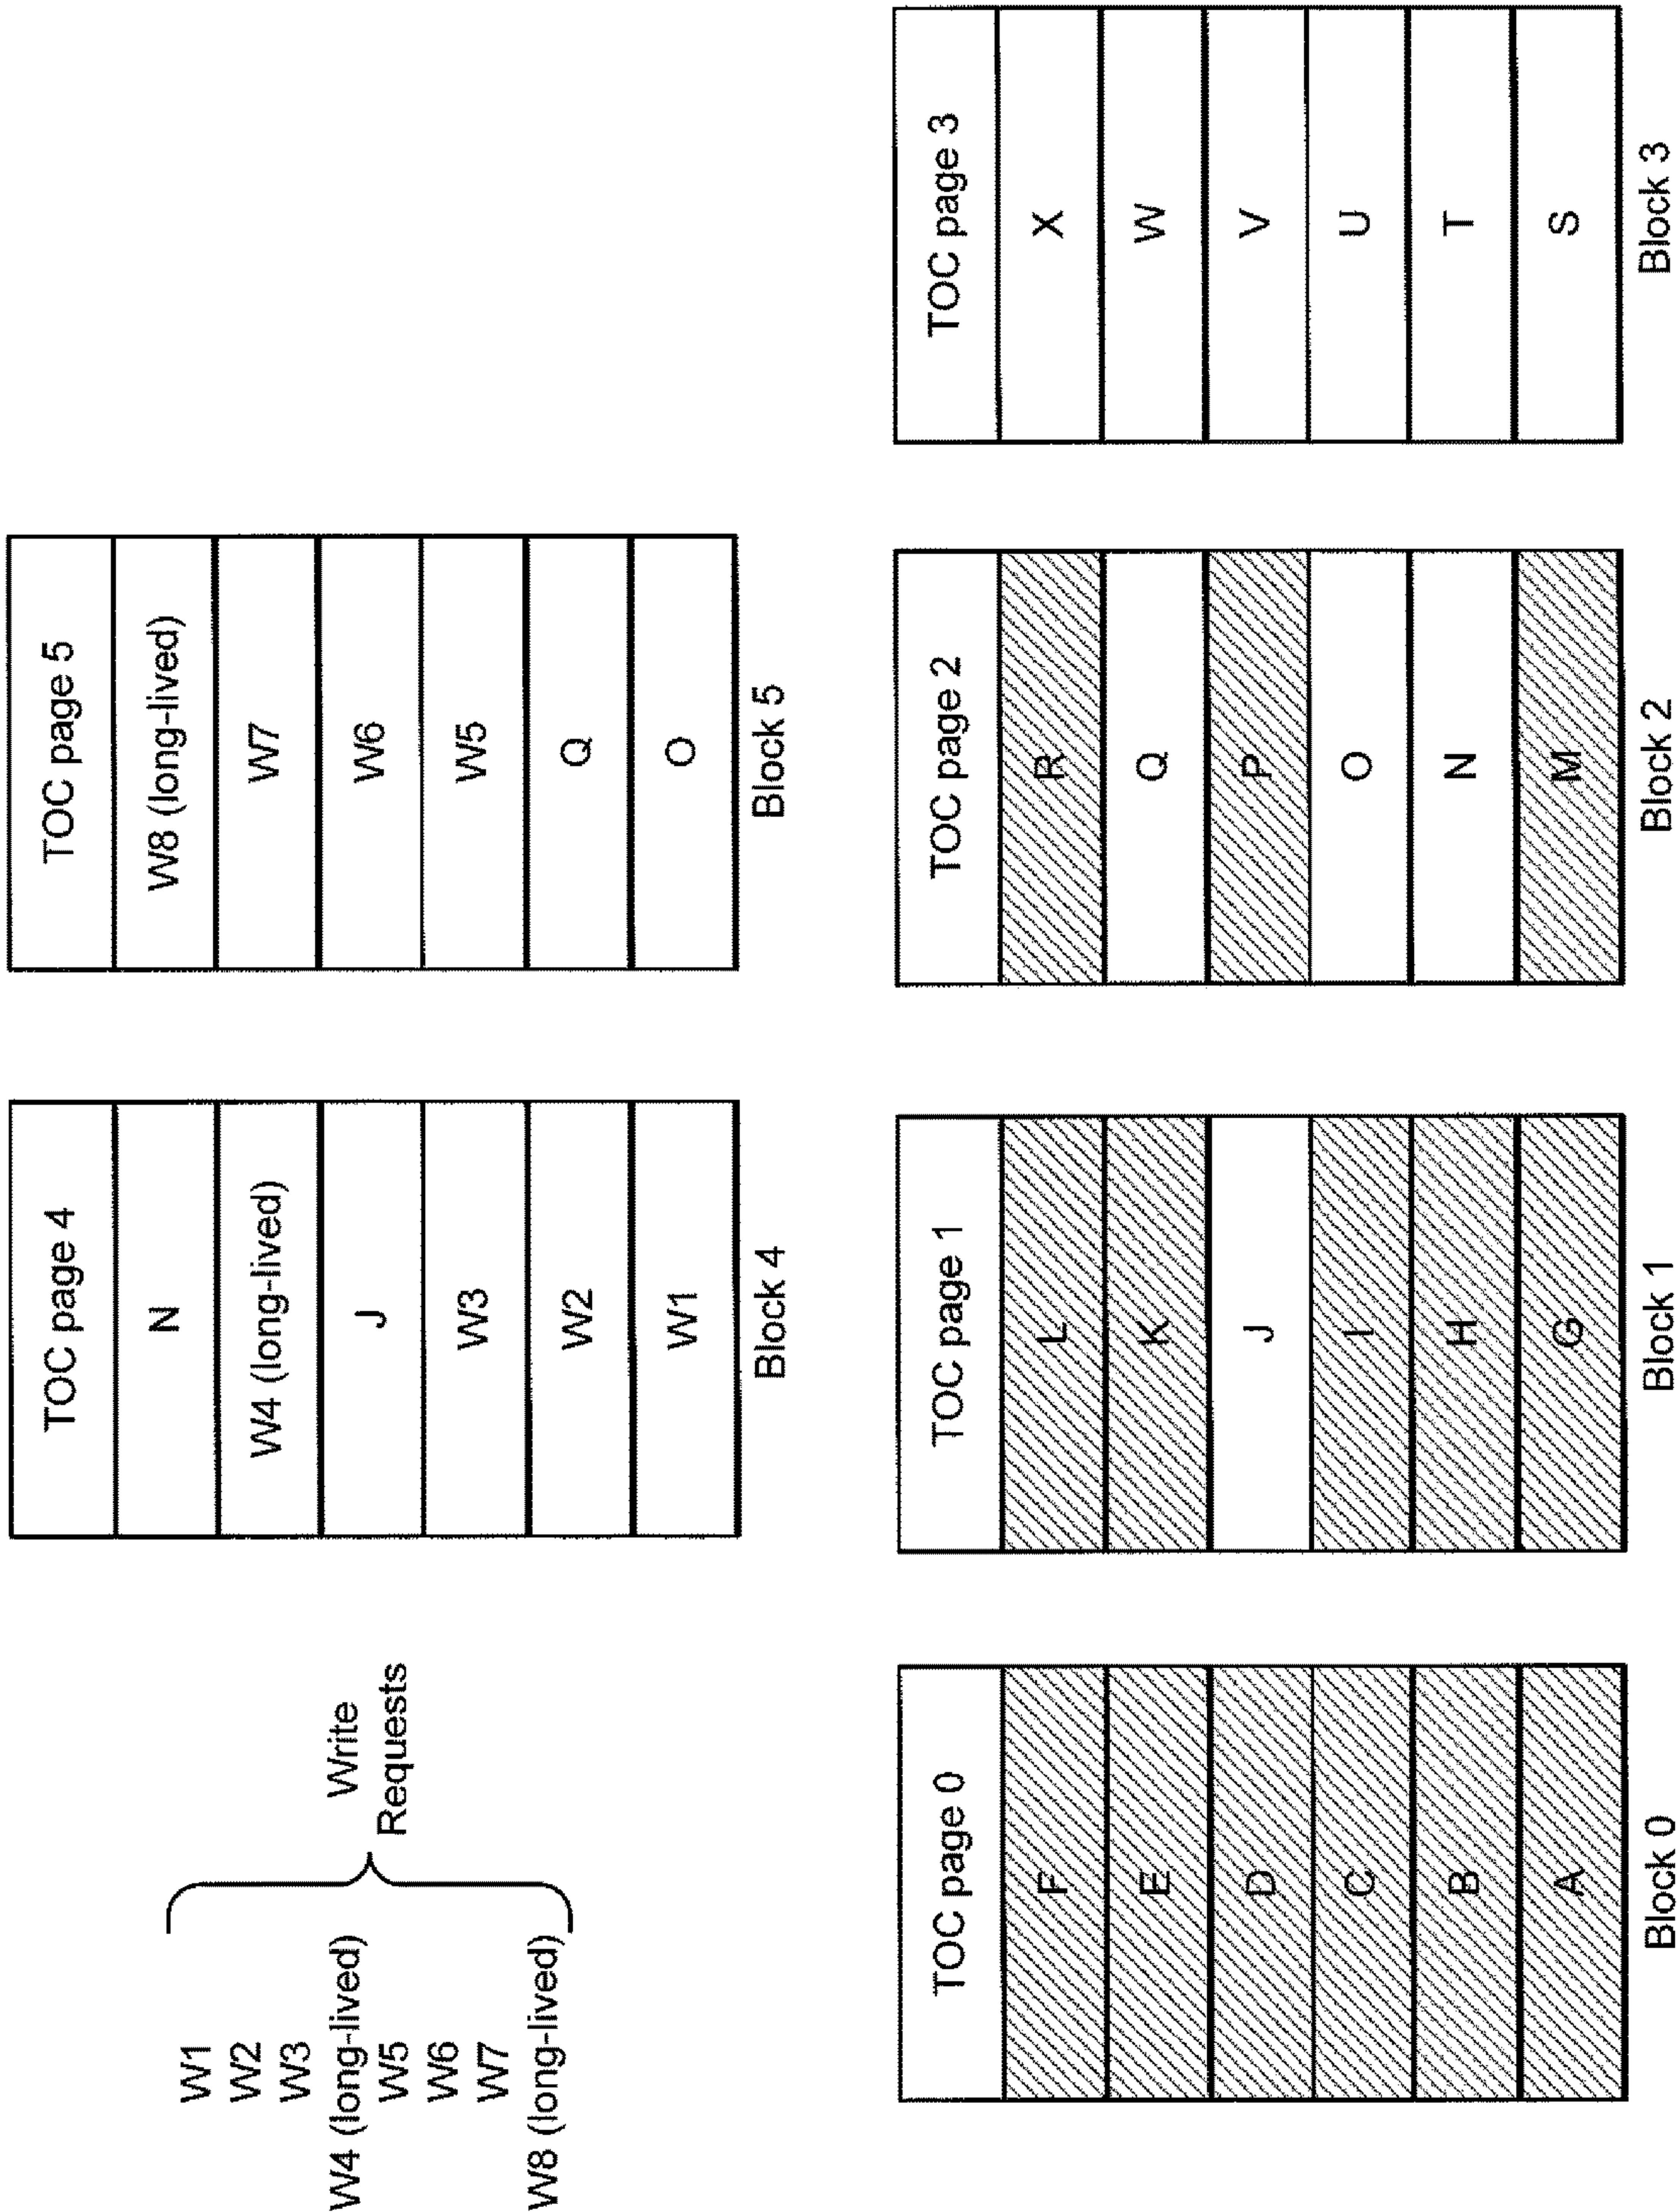 W1
W2
W3
W4 (long-lived)
W5
W6
W7
W8 (long-lived)
Write
Requests
TOC page 4
N
W4 (long-lived)
J
W3
W2
W1
Block 4
TOC page 5
W8 (long-lived)
W7
W6
W5
Q
O
Block 5
TOC page 0
F
E
D
C
B
A
Block 0
TOC page 1
L
K
J
I
H
G
Block 1
TOC page 2
R
Q
P
O
N
M
Block 2
TOC page 3
X
W
V
U
T
S
Block 3